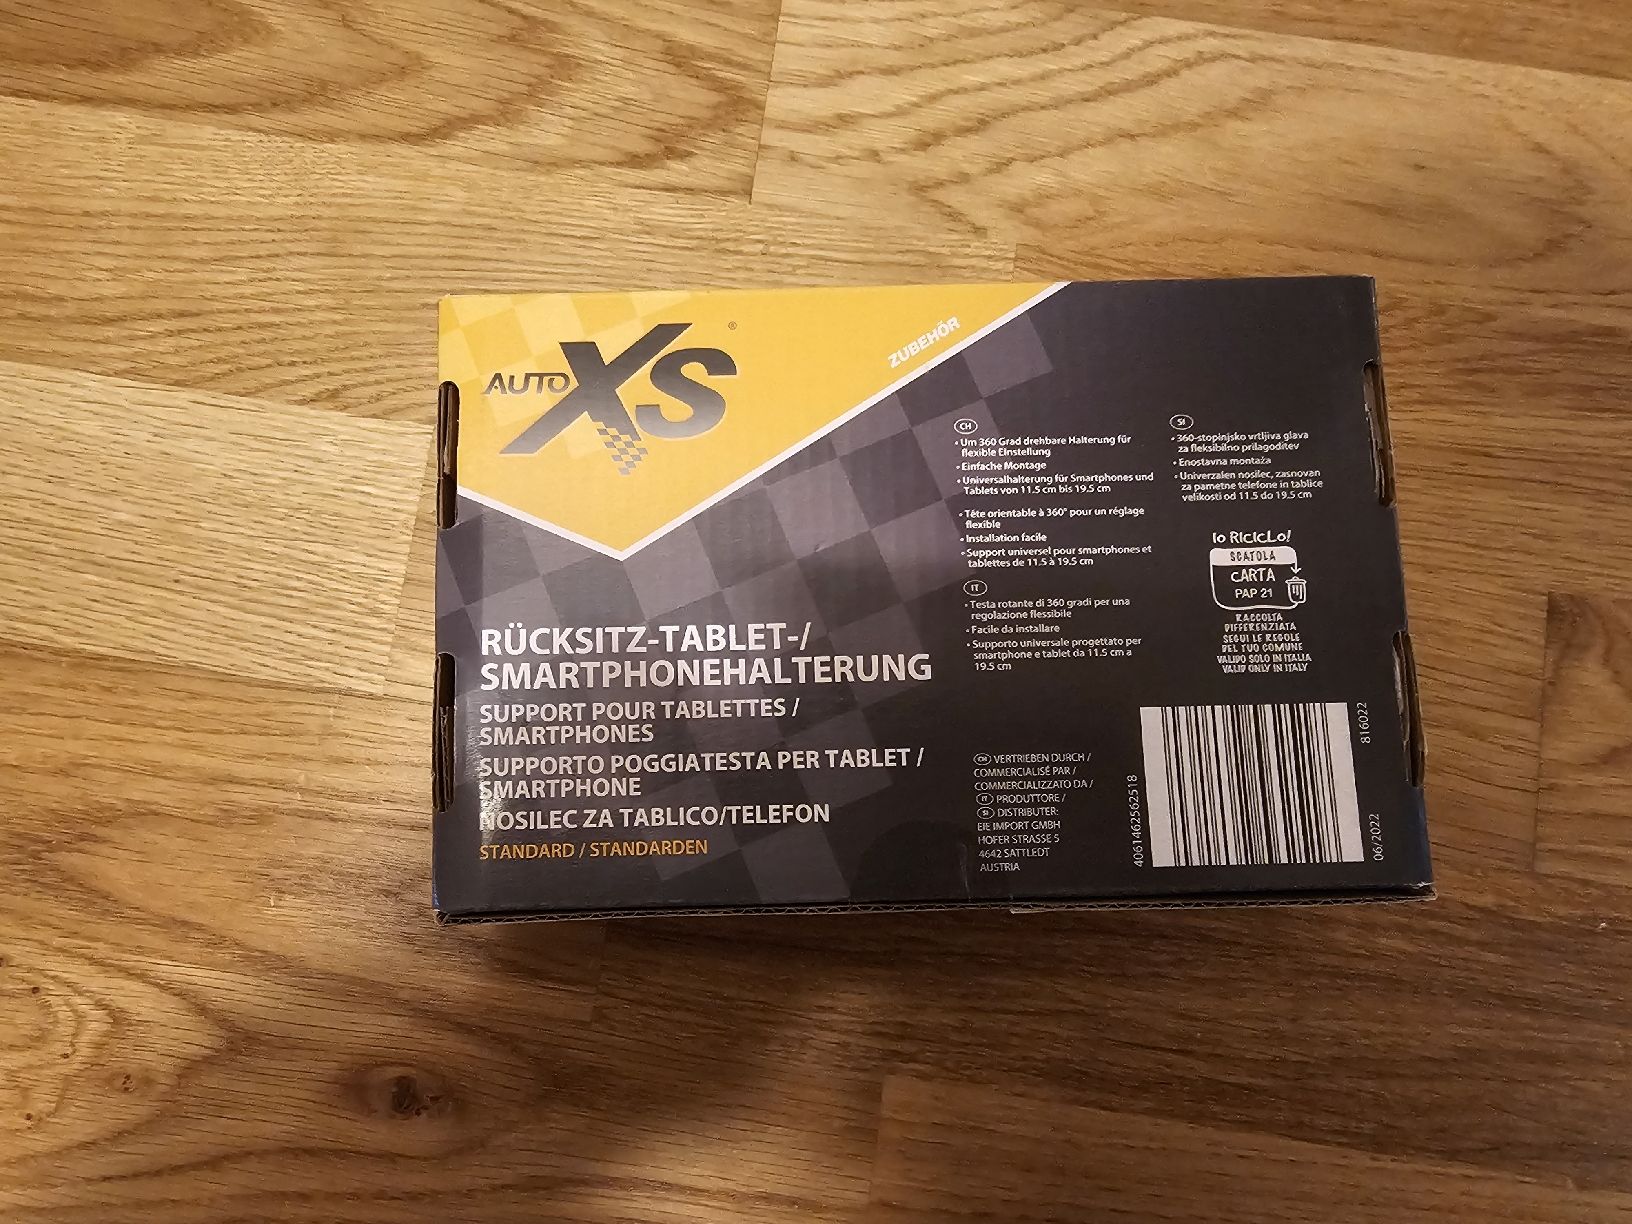 AUTO XS ®
ZUBEHÖR
RÜCKSITZ-TABLET-/
SMARTPHONEHALTERUNG
SUPPORT POUR TABLETTES /
SMARTPHONES
SUPPORTO POGGIATESTA PER TABLET /
SMARTPHONE
NOSILEC ZA TABLICO/TELEFON
STANDARD / STANDARDEN
CH
• Um 360 Grad drehbare Halterung für
flexible Einstellung
• Einfache Montage
• Universalhalterung für Smartphones und
Tablets von 11.5 cm bis 19.5 cm
• Tête orientable à 360° pour un réglage
flexible
• Installation facile
• Support universel pour smartphones et
tablettes de 11.5 à 19.5 cm
IT
• Testa rotante di 360 gradi per una
regolazione flessibile
• Facile da installare
• Supporto universale progettato per
smartphone e tablet da 11.5 cm a
19.5 cm
SI
• 360-stopinjsko vrtljiva glava
za fleksibilno prilagoditev
• Enostavna montaža
• Univerzalen nosilec, zasnovan
za pametne telefone in tablice
velikosti od 11.5 do 19.5 cm
IO RICICLO!
SCATOLA
CARTA
PAP 21
RACCOLTA
DIFFERENZIATA
SEGUI LE REGOLE
DEL TUO COMUNE
VALIDO SOLO IN ITALIA
VALID ONLY IN ITALY
CH VERTRIEBEN DURCH /
COMMERCIALISÉ PAR /
COMMERCIALIZZATO DA /
IT PRODUTTORE /
SI DISTRIBUTER:
EIE IMPORT GMBH
HOFER STRASSE 5
4642 SATTLEDT
AUSTRIA
4061462562518
816022
06/2022